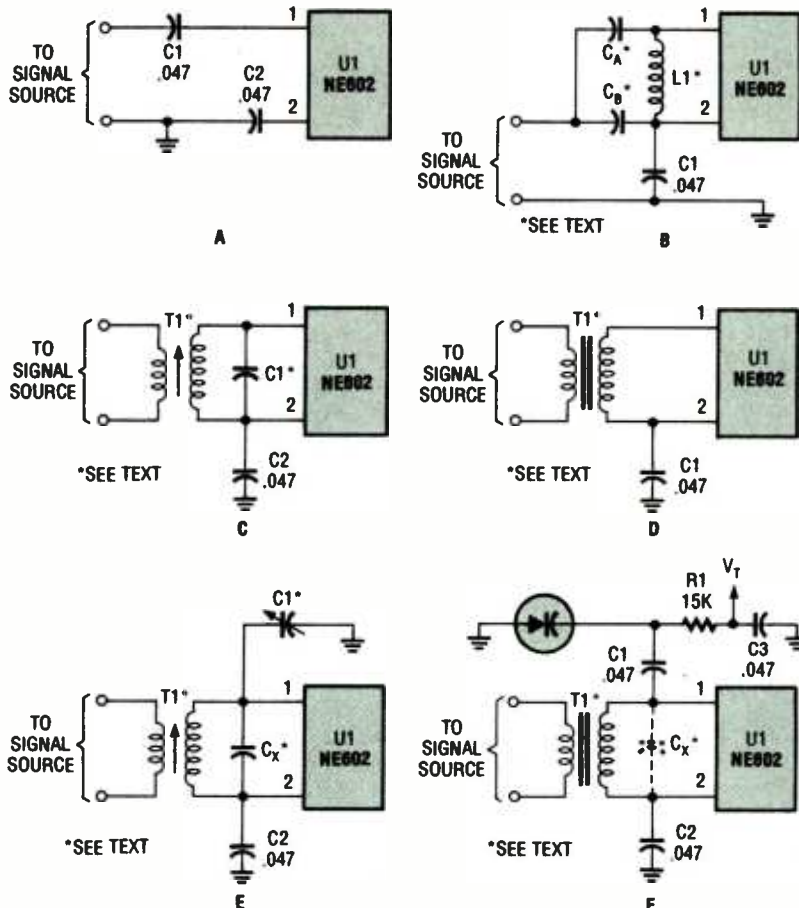 TO
SIGNAL
SOURCE
C1
.047
C2
.047
1
2
U1
NE602
A
TO
SIGNAL
SOURCE
*SEE TEXT
CA*
CB*
L1*
C1
.047
1
2
U1
NE602
B
TO
SIGNAL
SOURCE
*SEE TEXT
T1*
C1*
C2
.047
1
2
U1
NE602
C
TO
SIGNAL
SOURCE
*SEE TEXT
T1*
C1
.047
1
2
U1
NE602
D
TO
SIGNAL
SOURCE
*SEE TEXT
T1*
C1*
CX*
C2
.047
1
2
U1
NE602
E
TO
SIGNAL
SOURCE
*SEE TEXT
T1*
C1
.047
R1
15K
VT
C3
.047
CX*
C2
.047
1
2
U1
NE602
F